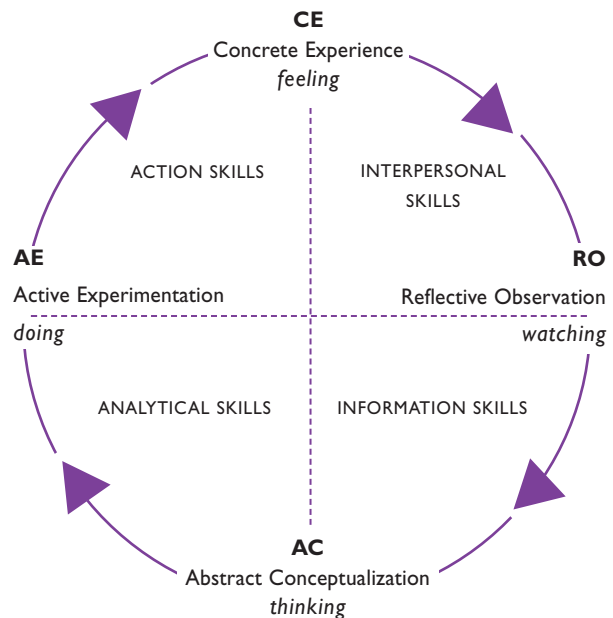 CE
Concrete Experience
feeling
ACTION SKILLS
INTERPERSONAL
SKILLS
AE
RO
Active Experimentation
Reflective Observation
doing
watching
ANALYTICAL SKILLS
INFORMATION SKILLS
AC
Abstract Conceptualization
thinking